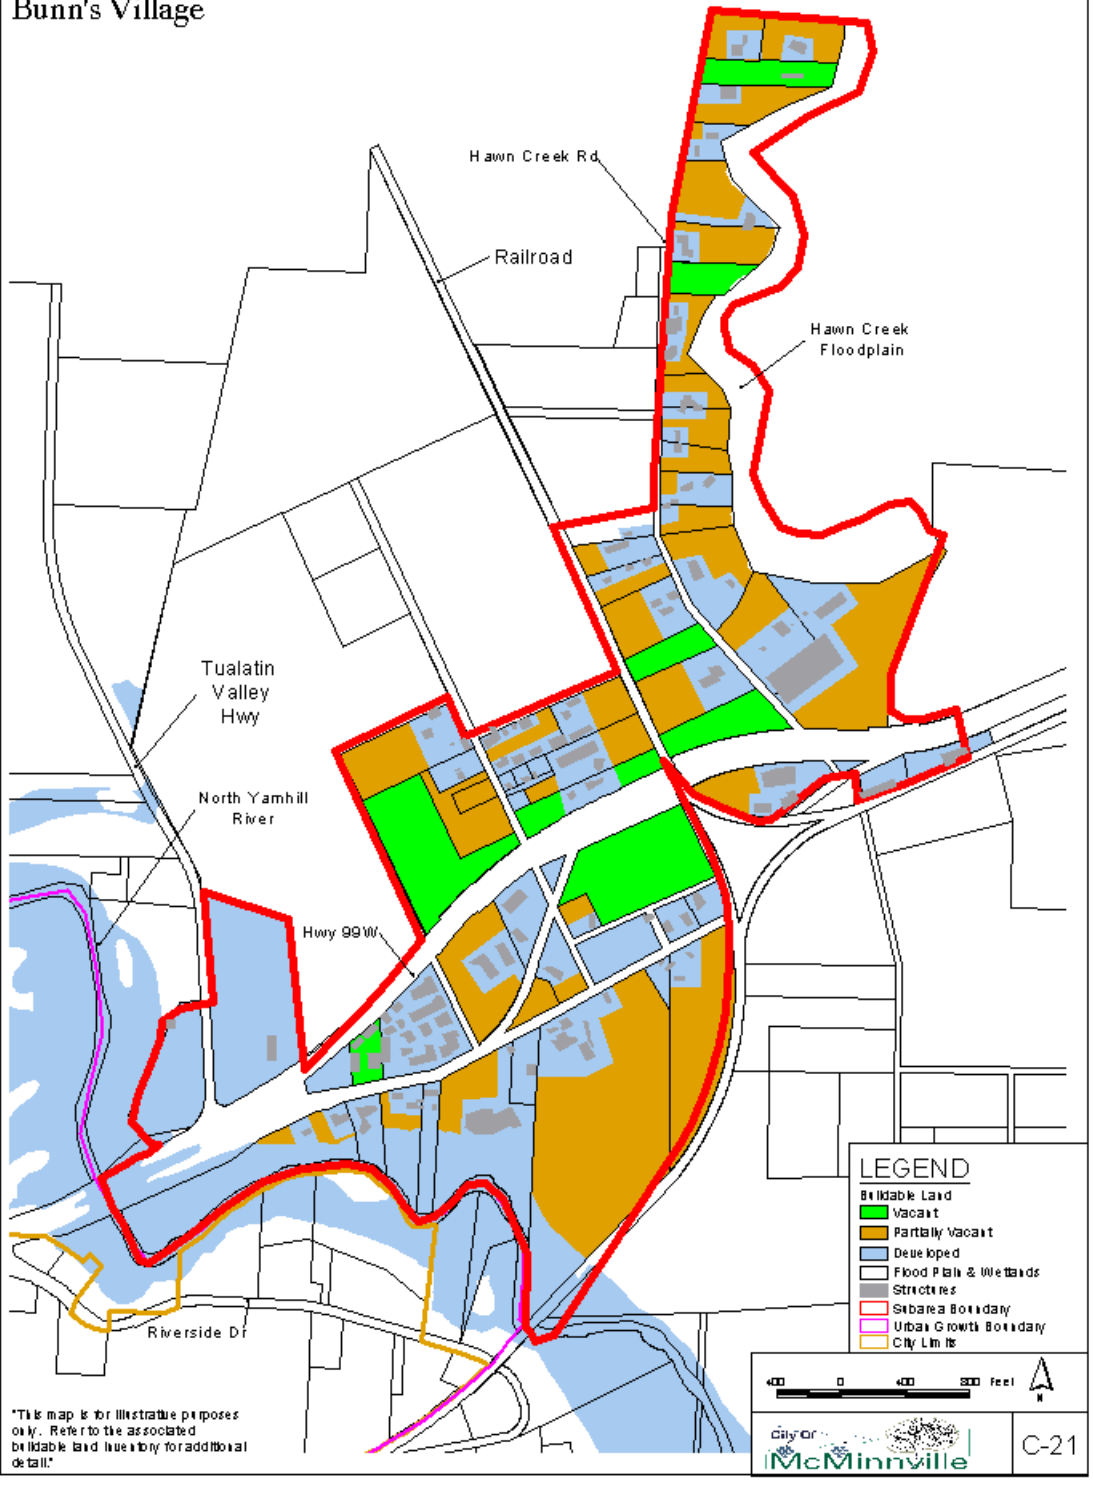 Bunn's Village
Hawn Creek Rd
Railroad
Hawn Creek
Floodplain
Tualatin
Valley
Hwy
North Yamhill
River
Hwy 99W
Riverside Dr
LEGEND
Buildable Land
Vacant
Partially Vacant
Developed
Flood Plain & Wetlands
Structures
Subarea Boundary
Urban Growth Boundary
City Limits
400 0 400 800 Feet
N
"This map is for illustrative purposes
only. Refer to the associated
buildable land inventory for additional
detail."
City Of
McMinnville
C-21